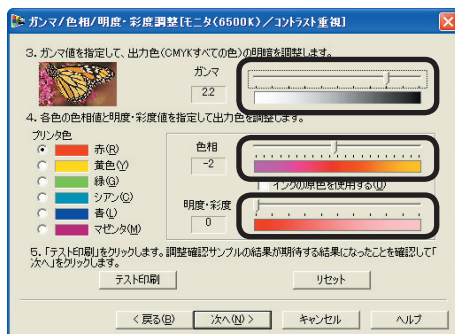 ガンマ/色相/明度・彩度調整[モニタ(6500K)/コントラスト重視]
3. ガンマ値を指定して、出力色(CMYKすべての色)の明暗を調整します。
ガンマ
2.2
4. 各色の色相値と明度・彩度値を指定して出力色を調整します。
プリンタ色
赤(R)
黄色(Y)
緑(G)
シアン(C)
青(L)
マゼンタ(M)
色相
-2
インクの原色を使用する(U)
明度・彩度
0
5. 「テスト印刷」をクリックします。調整確認サンプルの結果が期待する結果になったことを確認して「
次へ」をクリックします。
テスト印刷
リセット
< 戻る(B)
次へ(N) >
キャンセル
ヘルプ